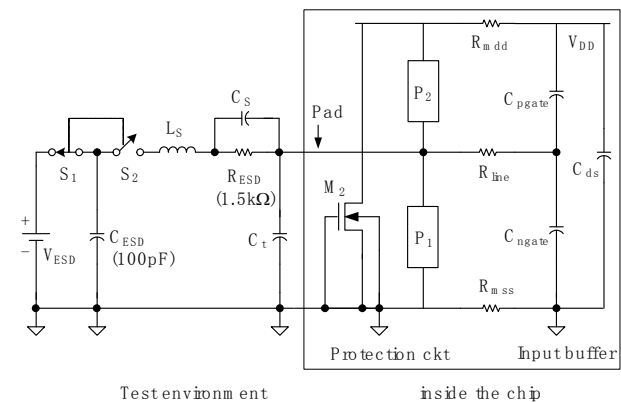 R_mdd
V_DD
C_S
L_S
Pad
P_2
C_pgate
S_1
S_2
R_ESD
(1.5kΩ)
M_2
R_line
C_ds
+
−
V_ESD
C_ESD
(100pF)
C_t
P_1
C_ngate
R_mss
Protection ckt
Input buffer
Test environment
inside the chip